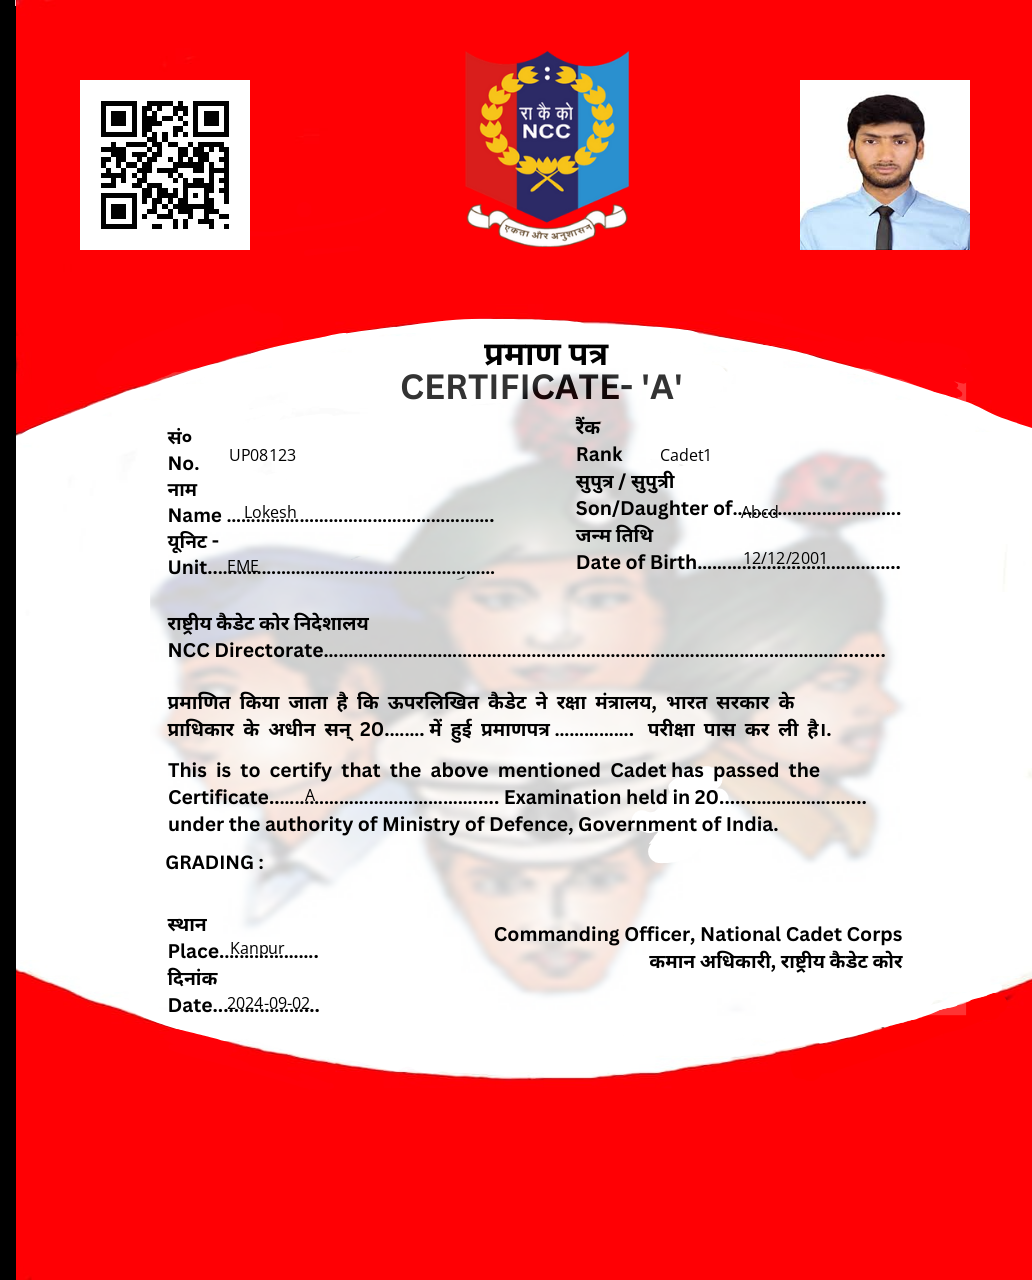 रा कै को
NCC
एकता और अनुशासन
प्रमाण पत्र
CERTIFICATE- 'A'
सं०
No. UP08123
नाम
Name ........ Lokesh ........
यूनिट -
Unit........ EME ........
रैंक
Rank Cadet1
सुपुत्र / सुपुत्री
Son/Daughter of........ Abcd ........
जन्म तिथि
Date of Birth........ 12/12/2001 ........
राष्ट्रीय कैडेट कोर निदेशालय
NCC Directorate................
प्रमाणित किया जाता है कि ऊपरलिखित कैडेट ने रक्षा मंत्रालय, भारत सरकार के
प्राधिकार के अधीन सन् 20........ में हुई प्रमाणपत्र ................ परीक्षा पास कर ली है।.
This is to certify that the above mentioned Cadet has passed the
Certificate........ A ........ Examination held in 20................
under the authority of Ministry of Defence, Government of India.
GRADING :
स्थान
Place.... Kanpur ....
दिनांक
Date.... 2024-09-02 ....
Commanding Officer, National Cadet Corps
कमान अधिकारी, राष्ट्रीय कैडेट कोर